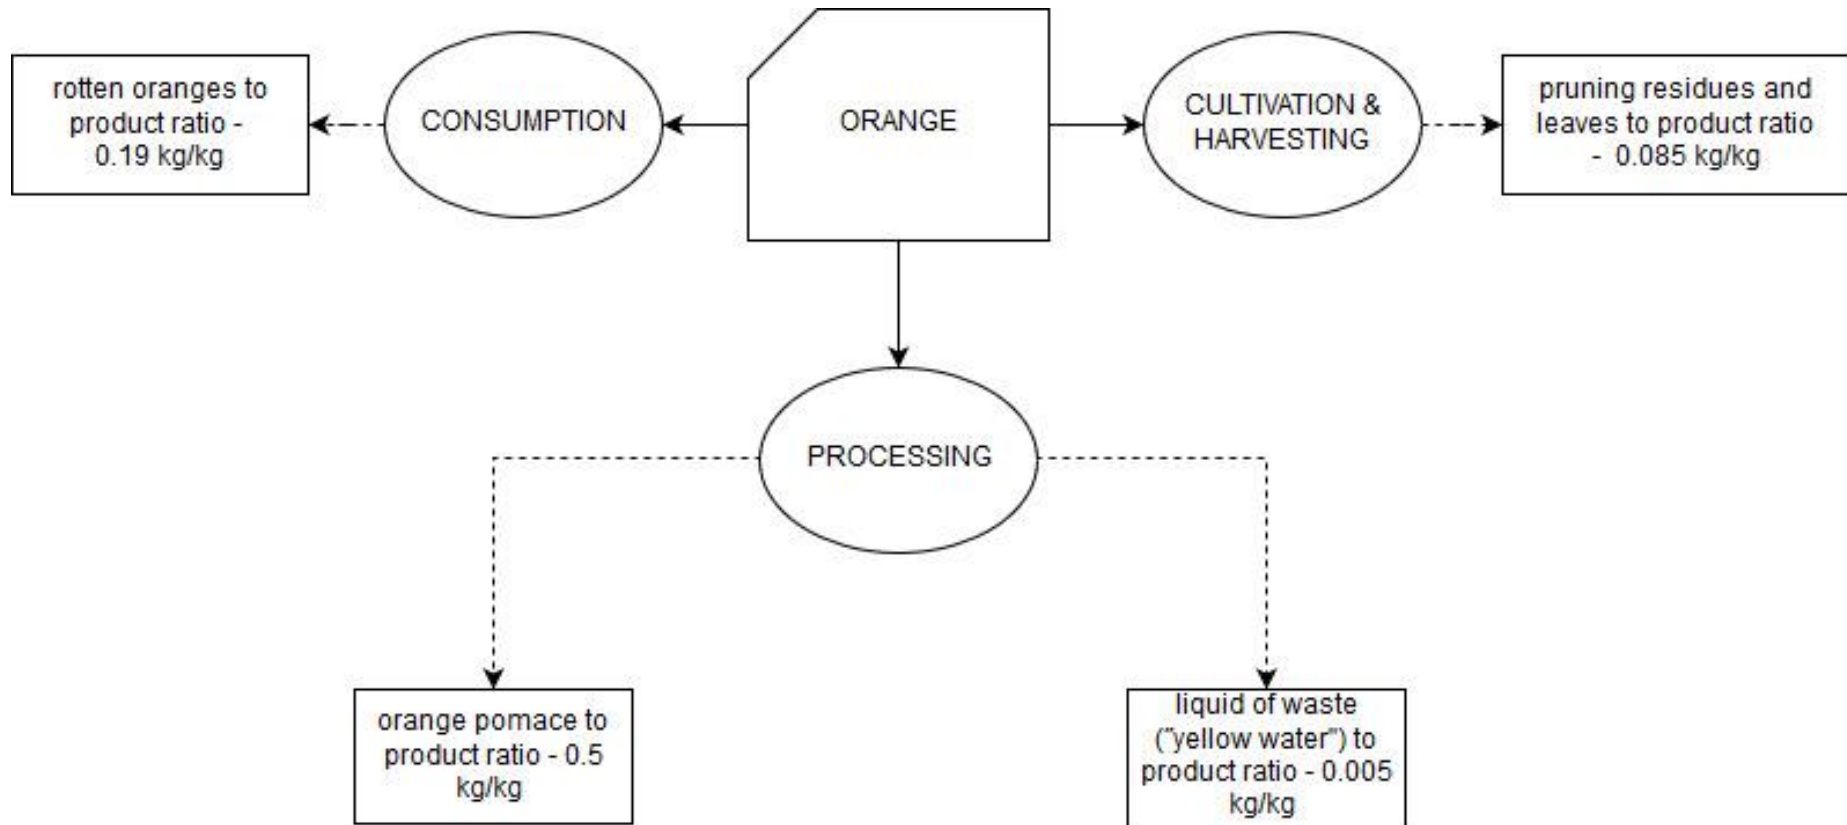 rotten oranges to
product ratio -
0.19 kg/kg
CONSUMPTION
ORANGE
CULTIVATION &
HARVESTING
pruning residues and
leaves to product ratio
- 0.085 kg/kg
PROCESSING
orange pomace to
product ratio - 0.5
kg/kg
liquid of waste
("yellow water") to
product ratio - 0.005
kg/kg